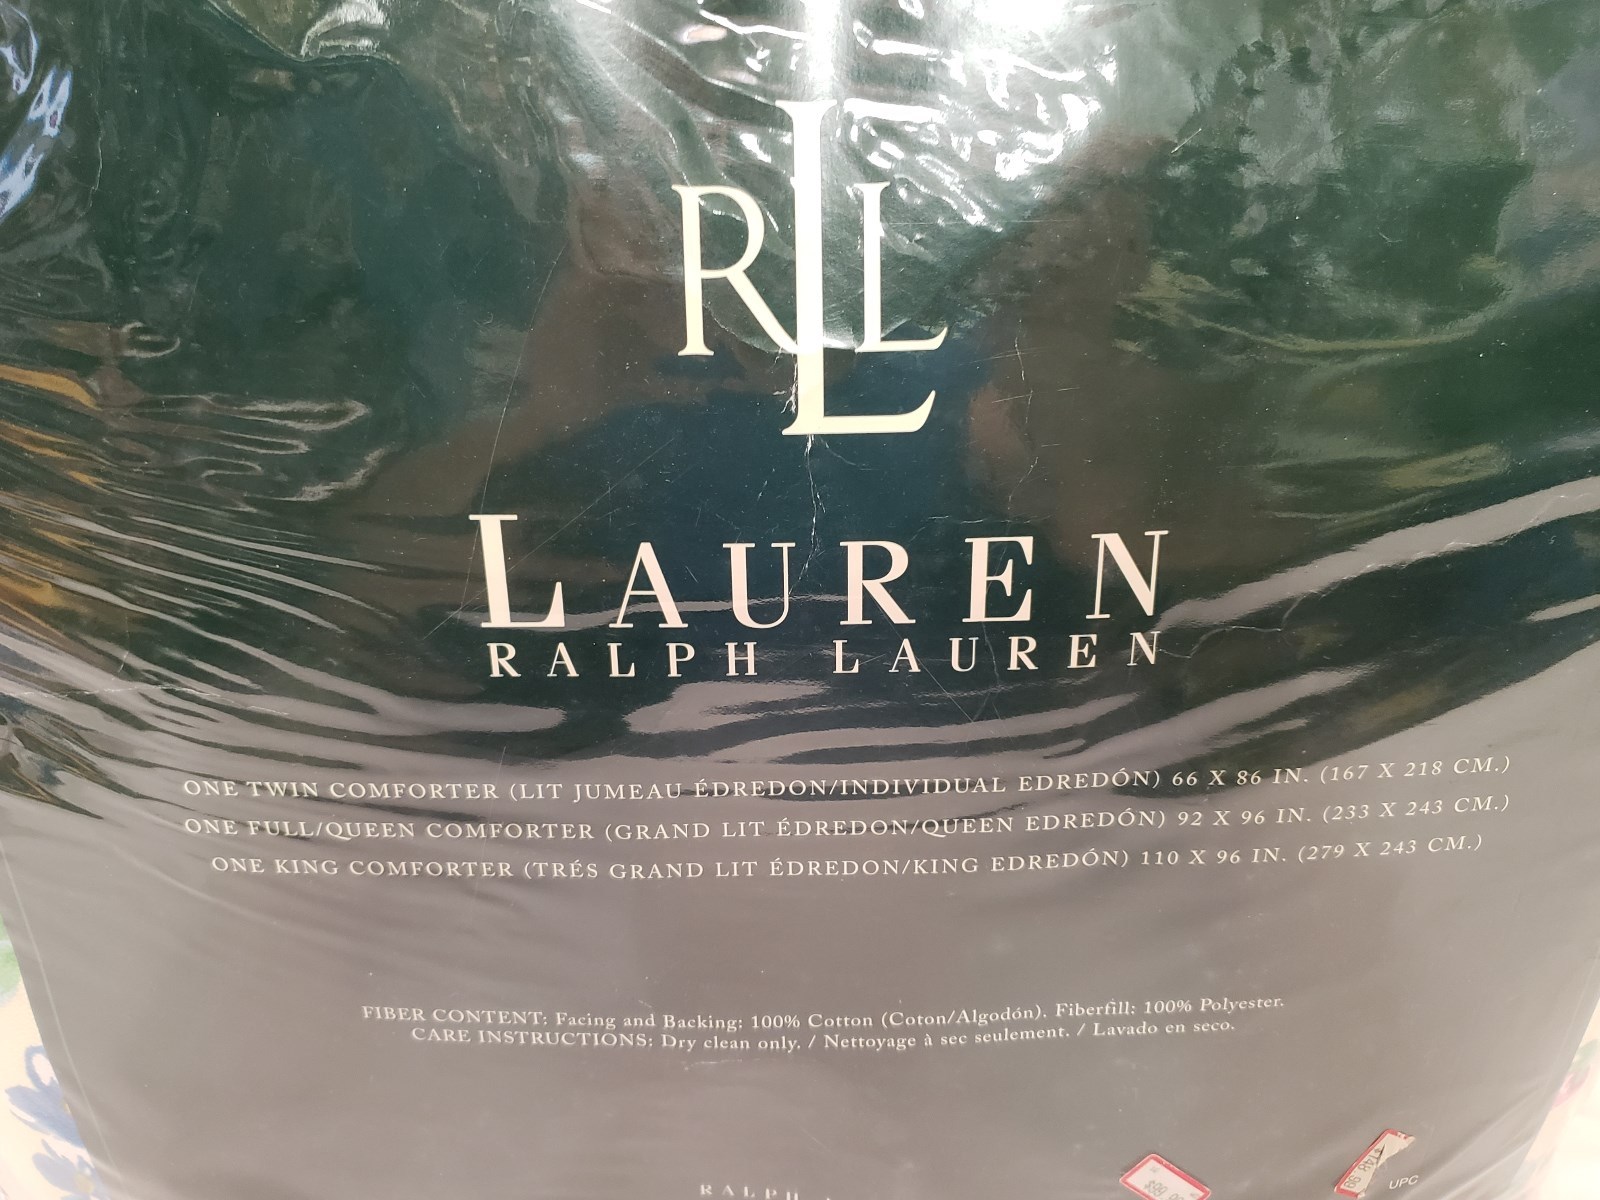 RLL
LAUREN
RALPH LAUREN
ONE TWIN COMFORTER (LIT JUMEAU ÉDREDON/INDIVIDUAL EDREDÓN) 66 X 86 IN. (167 X 218 CM.)
ONE FULL/QUEEN COMFORTER (GRAND LIT ÉDREDON/QUEEN EDREDÓN) 92 X 96 IN. (233 X 243 CM.)
ONE KING COMFORTER (TRÉS GRAND LIT ÉDREDON/KING EDREDÓN) 110 X 96 IN. (279 X 243 CM.)
FIBER CONTENT: Facing and Backing: 100% Cotton (Coton/Algodón). Fiberfill: 100% Polyester.
CARE INSTRUCTIONS: Dry clean only. / Nettoyage à sec seulement. / Lavado en seco.
RALPH
UPC